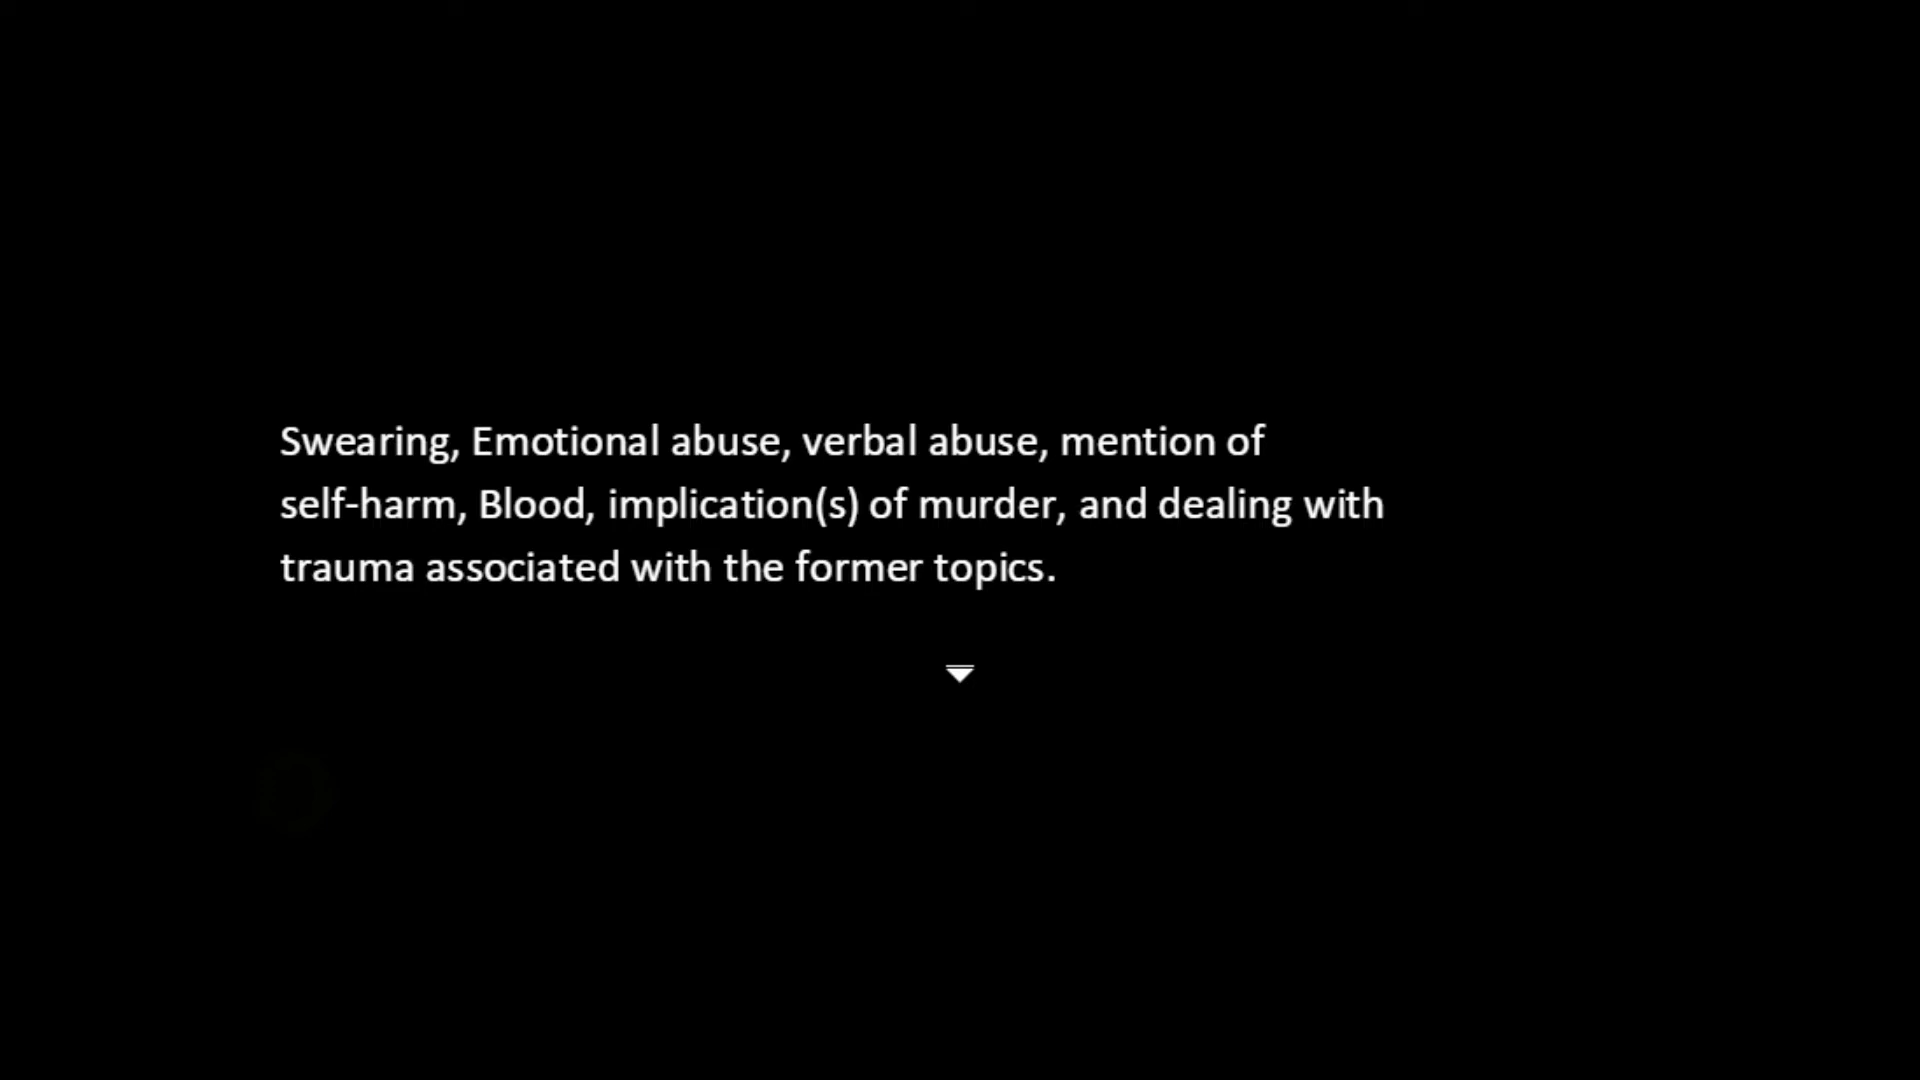 Swearing, Emotional abuse, verbal abuse, mention of
self-harm, Blood, implication(s) of murder, and dealing with
trauma associated with the former topics.